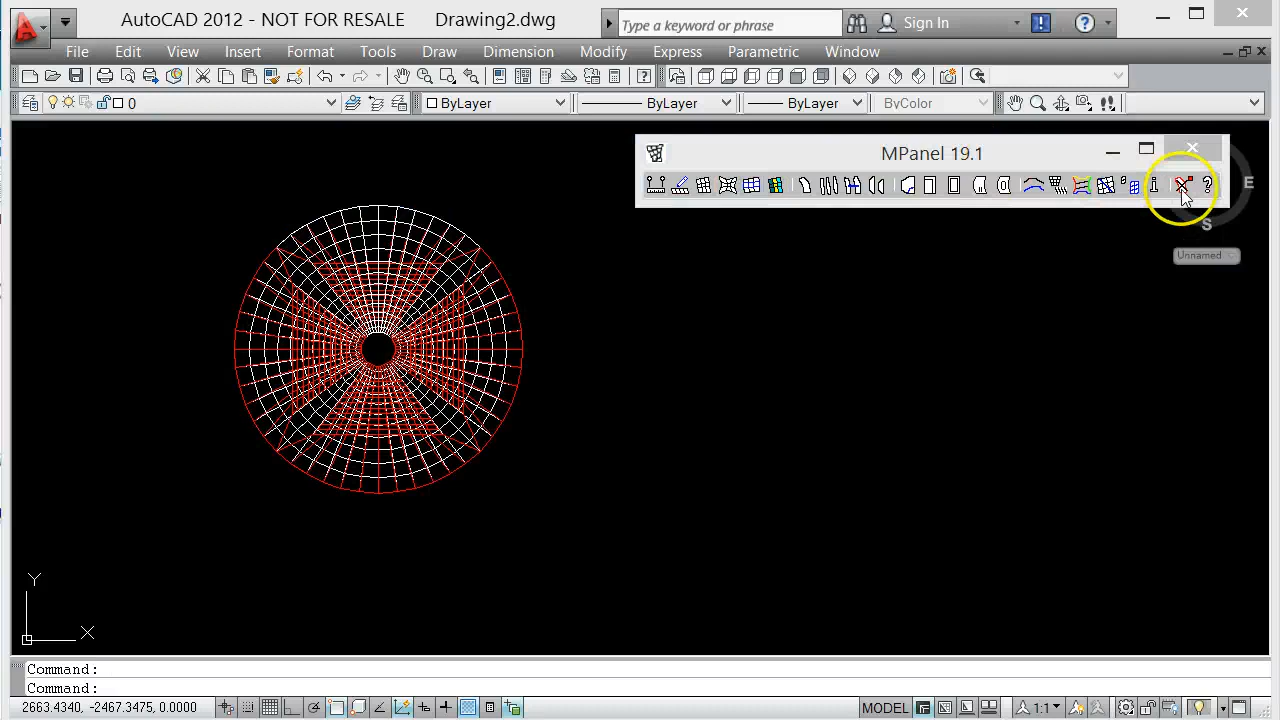 AutoCAD 2012 - NOT FOR RESALE Drawing2.dwg
Type a keyword or phrase
Sign In
File Edit View Insert Format Tools Draw Dimension Modify Express Parametric Window
0 ByLayer ByLayer ByLayer ByColor
MPanel 19.1
E
S
Unnamed
Y
X
Command:
Command:
2663.4340, -2467.3475, 0.0000 MODEL 1:1